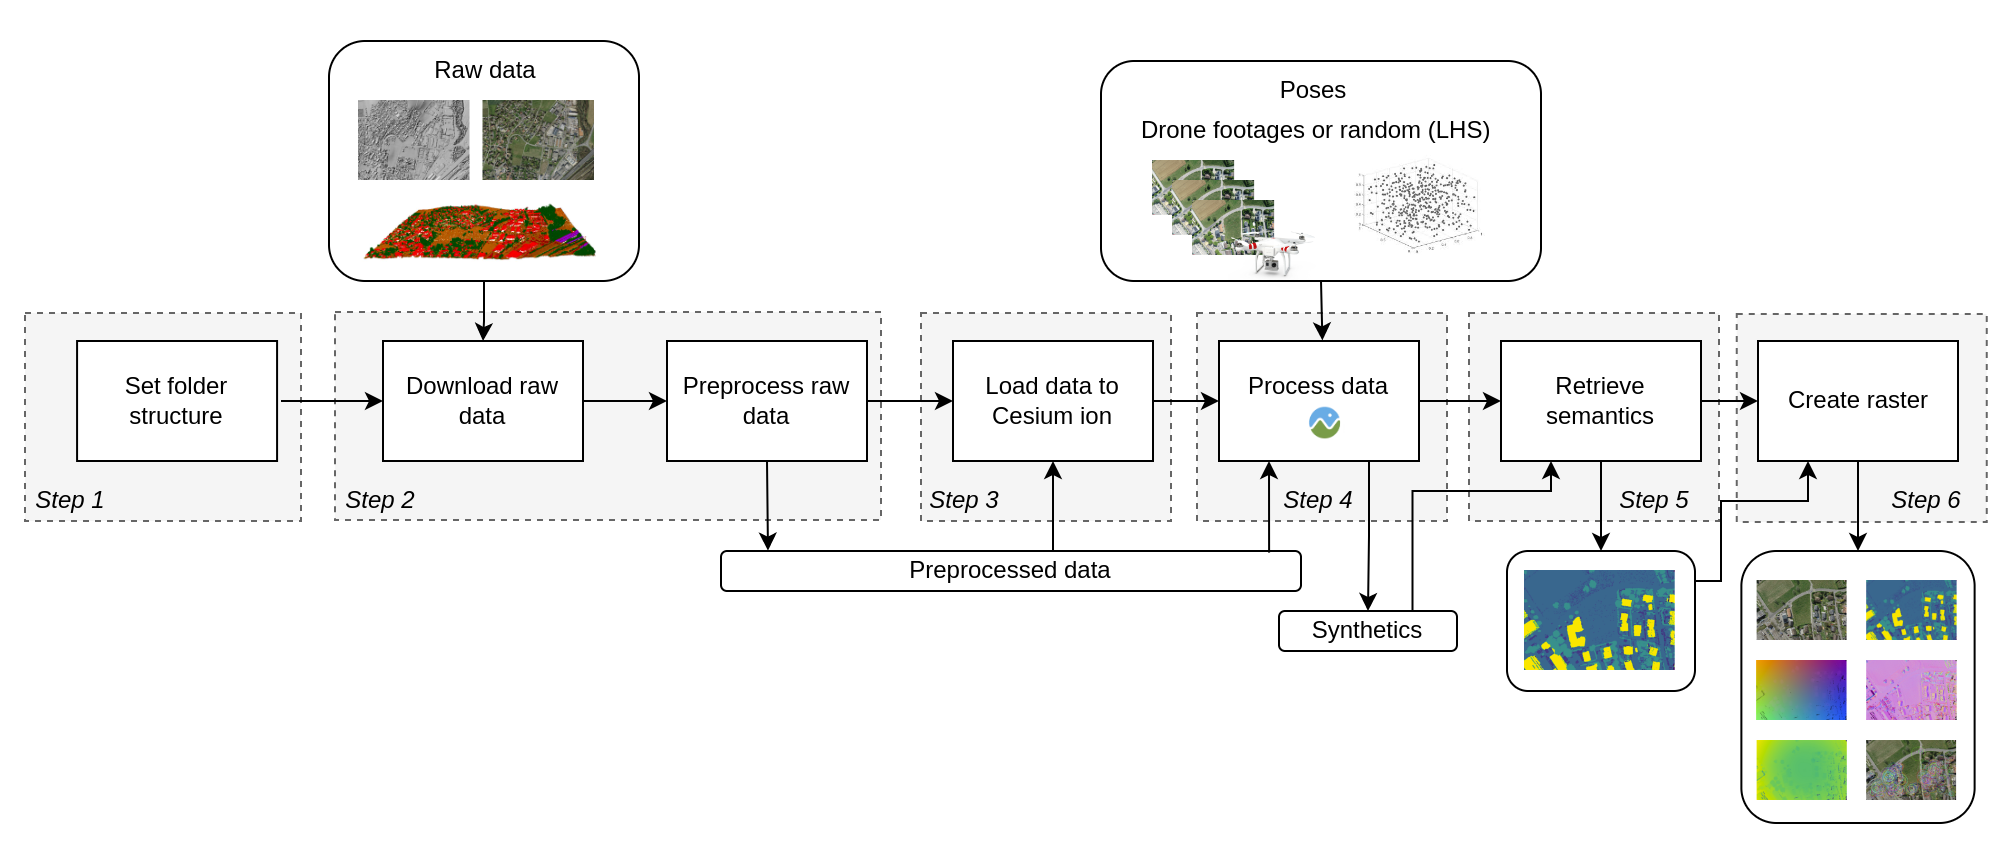 Raw data
Poses
Drone footages or random (LHS)
Set folder
structure
Download raw
data
Preprocess raw
data
Load data to
Cesium ion
Process data
Retrieve
semantics
Create raster
Step 1
Step 2
Step 3
Step 4
Step 5
Step 6
Preprocessed data
Synthetics